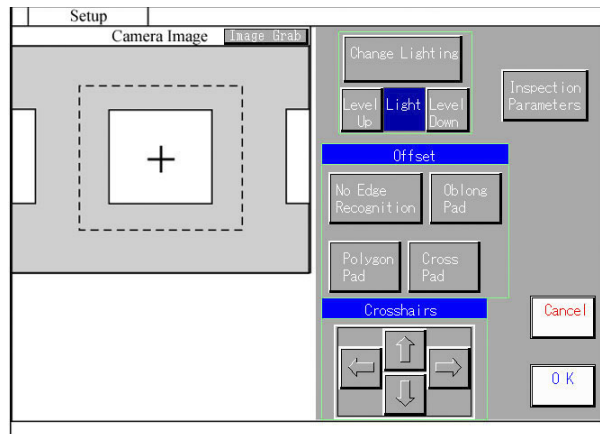 Setup
Camera Image
Image Grab
Change Lighting
Level
Up
Light
Level
Down
Inspection
Parameters
Offset
No Edge
Recognition
Oblong
Pad
Polygon
Pad
Cross
Pad
Crosshairs
Cancel
OK